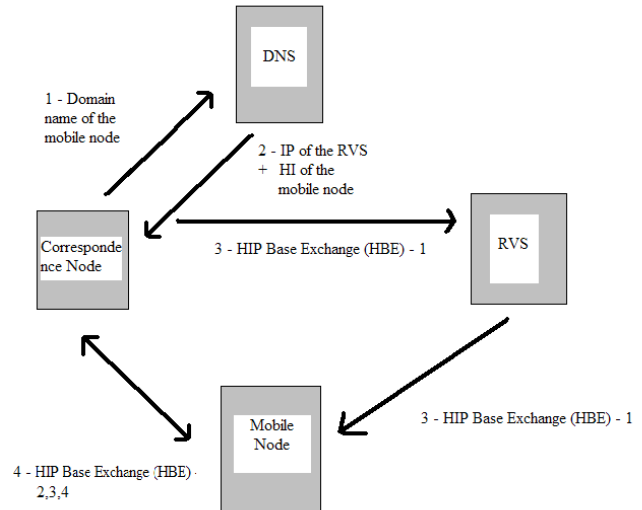 DNS
1 - Domain
name of the
mobile node
2 - IP of the RVS
+ HI of the
mobile node
Corresponde
nce Node
3 - HIP Base Exchange (HBE) - 1
RVS
Mobile
Node
3 - HIP Base Exchange (HBE) - 1
4 - HIP Base Exchange (HBE) -
2,3,4